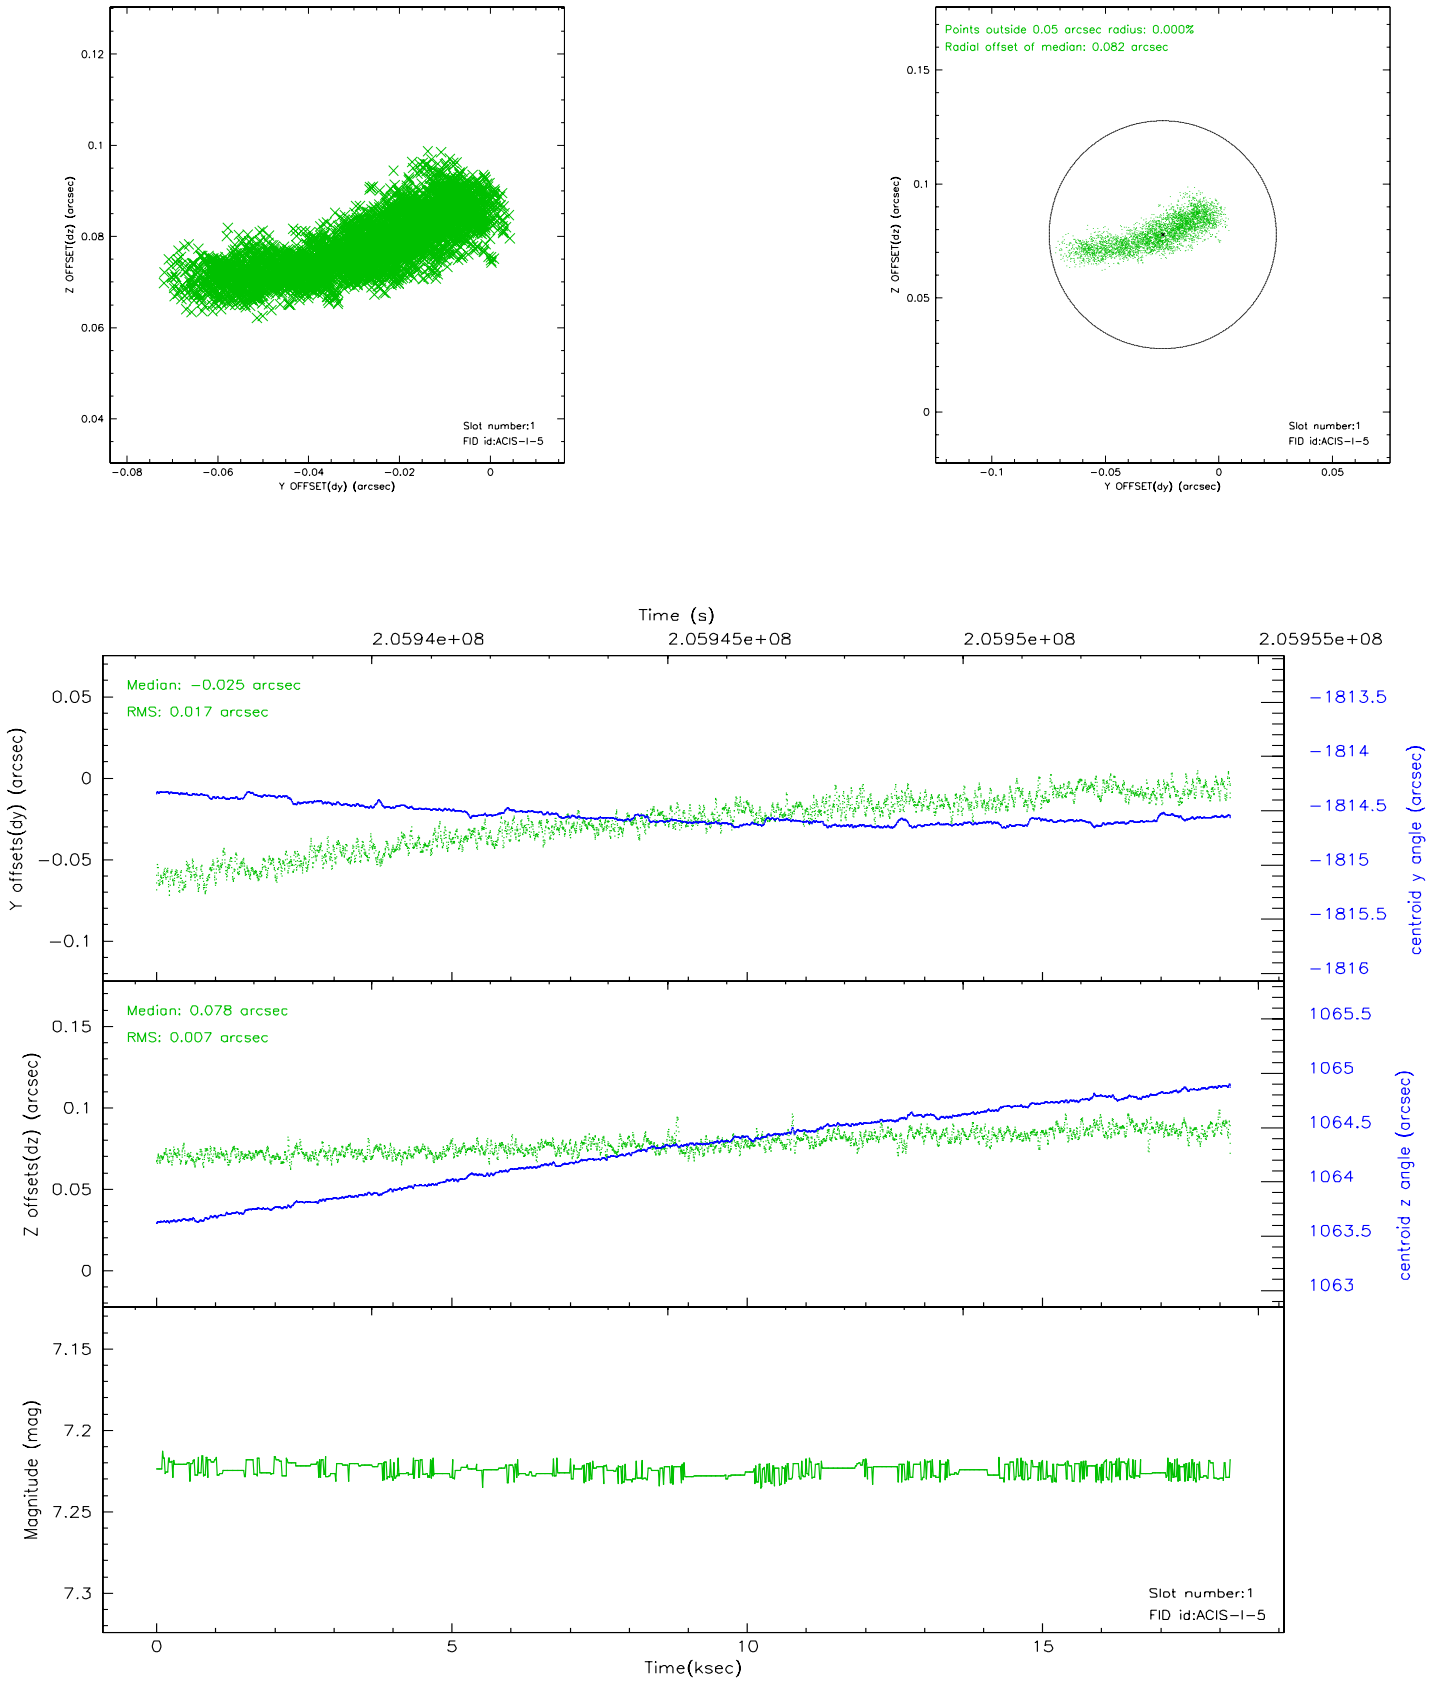 0.12
0.1
0.08
0.06
0.04
Z OFFSET(dz) (arcsec)
Slot number:1
FID id:ACIS-I-5
-0.08 -0.06 -0.04 -0.02 0
Y OFFSET(dy) (arcsec)
Points outside 0.05 arcsec radius: 0.000%
Radial offset of median: 0.082 arcsec
0.15
0.1
0.05
0
Z OFFSET(dz) (arcsec)
Slot number:1
FID id:ACIS-I-5
-0.1 -0.05 0 0.05
Y OFFSET(dy) (arcsec)
Time (s)
2.0594e+08 2.05945e+08 2.0595e+08 2.05955e+08
Median: -0.025 arcsec
RMS: 0.017 arcsec
0.05
0
-0.05
-0.1
Y offsets(dy) (arcsec)
-1813.5
-1814
-1814.5
-1815
-1815.5
-1816
centroid y angle (arcsec)
Median: 0.078 arcsec
RMS: 0.007 arcsec
0.15
0.1
0.05
0
Z offsets(dz) (arcsec)
1065.5
1065
1064.5
1064
1063.5
1063
centroid z angle (arcsec)
7.15
7.2
7.25
7.3
Magnitude (mag)
Slot number:1
FID id:ACIS-I-5
0 5 10 15
Time(ksec)